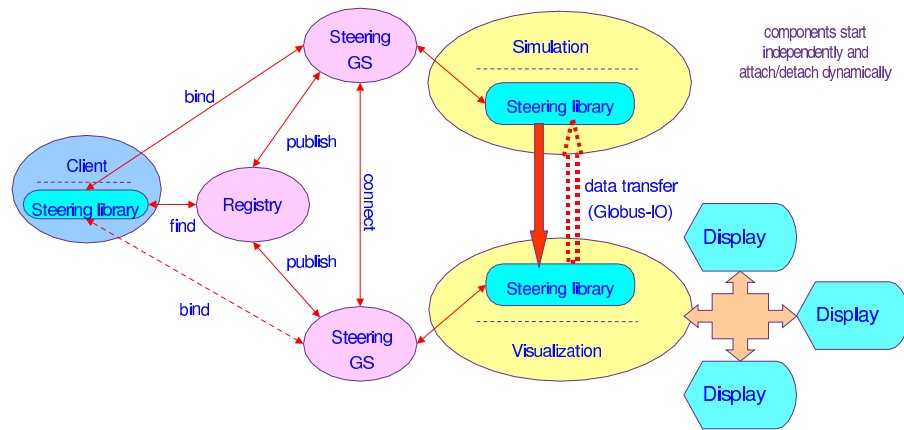 Steering
GS
Simulation
Steering library
components start
independently and
attach/detach dynamically
bind
publish
Client
Steering library
find
Registry
connect
data transfer
(Globus-IO)
publish
bind
Steering
GS
Steering library
Visualization
Display
Display
Display